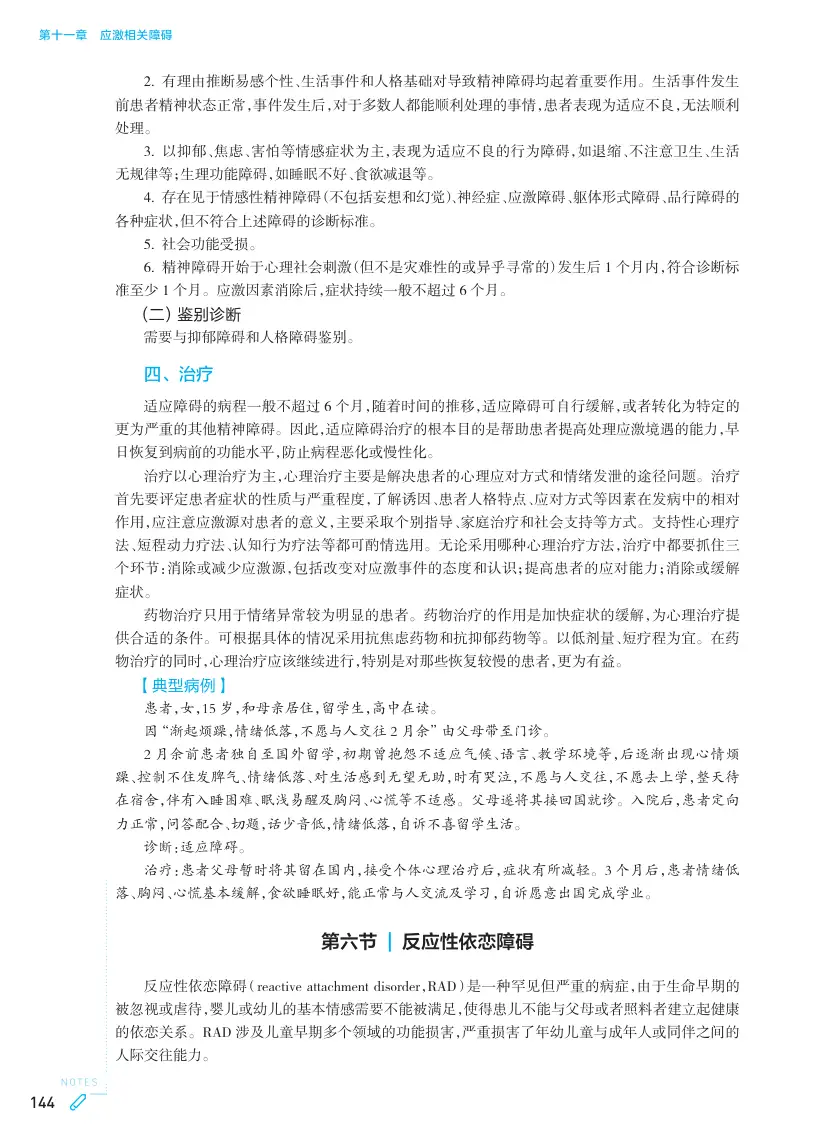 第十一章 应激相关障碍
2. 有理由推断易感个性、生活事件和人格基础对导致精神障碍均起着重要作用。生活事件发生
前患者精神状态正常,事件发生后,对于多数人都能顺利处理的事情,患者表现为适应不良,无法顺利
处理。
3. 以抑郁、焦虑、害怕等情感症状为主,表现为适应不良的行为障碍,如退缩、不注意卫生、生活
无规律等;生理功能障碍,如睡眠不好、食欲减退等。
4. 存在见于情感性精神障碍(不包括妄想和幻觉)、神经症、应激障碍、躯体形式障碍、品行障碍的
各种症状,但不符合上述障碍的诊断标准。
5. 社会功能受损。
6. 精神障碍开始于心理社会刺激(但不是灾难性的或异乎寻常的)发生后 1 个月内,符合诊断标
准至少 1 个月。应激因素消除后,症状持续一般不超过 6 个月。
(二)鉴别诊断
需要与抑郁障碍和人格障碍鉴别。
四、治疗
适应障碍的病程一般不超过 6 个月,随着时间的推移,适应障碍可自行缓解,或者转化为特定的
更为严重的其他精神障碍。因此,适应障碍治疗的根本目的是帮助患者提高处理应激境遇的能力,早
日恢复到病前的功能水平,防止病程恶化或慢性化。
治疗以心理治疗为主,心理治疗主要是解决患者的心理应对方式和情绪发泄的途径问题。治疗
首先要评定患者症状的性质与严重程度,了解诱因、患者人格特点、应对方式等因素在发病中的相对
作用,应注意应激源对患者的意义,主要采取个别指导、家庭治疗和社会支持等方式。支持性心理疗
法、短程动力疗法、认知行为疗法等都可酌情选用。无论采用哪种心理治疗方法,治疗中都要抓住三
个环节:消除或减少应激源,包括改变对应激事件的态度和认识;提高患者的应对能力;消除或缓解
症状。
药物治疗只用于情绪异常较为明显的患者。药物治疗的作用是加快症状的缓解,为心理治疗提
供合适的条件。可根据具体的情况采用抗焦虑药物和抗抑郁药物等。以低剂量、短疗程为宜。在药
物治疗的同时,心理治疗应该继续进行,特别是对那些恢复较慢的患者,更为有益。
【典型病例】
患者,女,15 岁,和母亲居住,留学生,高中在读。
因“渐起烦躁,情绪低落,不愿与人交往 2 月余”由父母带至门诊。
2 月余前患者独自至国外留学,初期曾抱怨不适应气候、语言、教学环境等,后逐渐出现心情烦
躁、控制不住发脾气、情绪低落、对生活感到无望无助,时有哭泣,不愿与人交往,不愿去上学,整天待
在宿舍,伴有入睡困难、眠浅易醒及胸闷、心慌等不适感。父母遂将其接回国就诊。入院后,患者定向
力正常,问答配合、切题,话少音低,情绪低落,自诉不喜留学生活。
诊断:适应障碍。
治疗:患者父母暂时将其留在国内,接受个体心理治疗后,症状有所减轻。3 个月后,患者情绪低
落、胸闷、心慌基本缓解,食欲睡眠好,能正常与人交流及学习,自诉愿意出国完成学业。
第六节 | 反应性依恋障碍
反应性依恋障碍(reactive attachment disorder,RAD)是一种罕见但严重的病症,由于生命早期的
被忽视或虐待,婴儿或幼儿的基本情感需要不能被满足,使得患儿不能与父母或者照料者建立起健康
的依恋关系。RAD 涉及儿童早期多个领域的功能损害,严重损害了年幼儿童与成年人或同伴之间的
人际交往能力。
NOTES
144